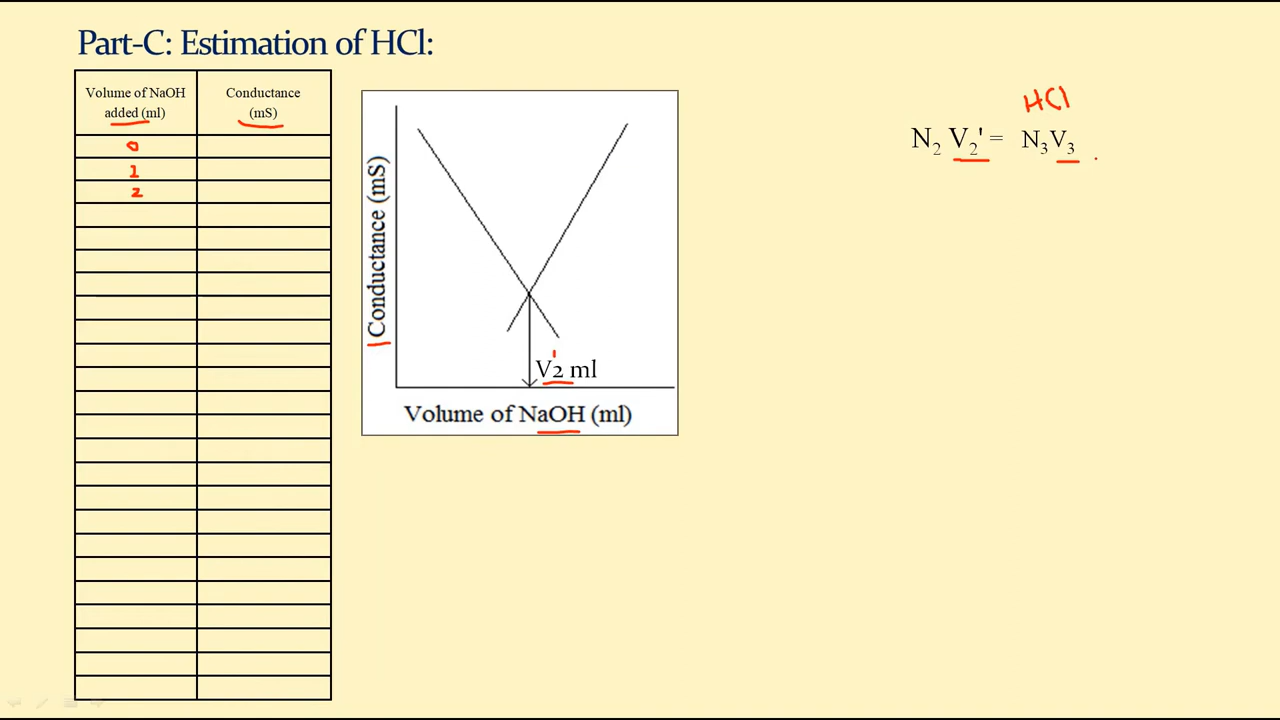 Part-C: Estimation of HCl:
Volume of NaOH added (ml)
Conductance (mS)
0
1
2
Conductance (mS)
V2' ml
Volume of NaOH (ml)
HCl
N₂ V₂' = N₃V₃